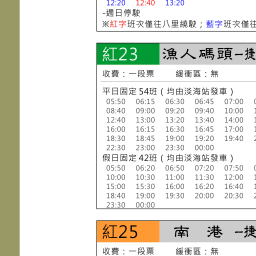 12:20 12:40 13:20
-週日停駛
※紅字班次僅往八里繞駛；藍字班次僅往
紅23 漁人碼頭-捷
收費：一段票 緩衝區：無
平日固定 54班 ( 均由淡海站發車 )
05:50 06:15 06:30 06:45 07:00
08:40 09:00 09:20 09:40 10:00
12:40 13:00 13:20 13:40 14:00
16:00 16:15 16:30 16:45 17:00
18:30 18:45 19:00 19:20 19:40
22:30 23:00 23:30 00:00
假日固定 42班 ( 均由淡海站發車 )
05:50 06:20 06:50 07:20 07:50
10:00 10:30 11:00 11:30 12:00
15:00 15:30 16:00 16:20 16:40
18:40 19:00 19:30 20:00 20:30
23:30 00:00
紅25 南 港 -捷
收費：一段票 緩衝區：無